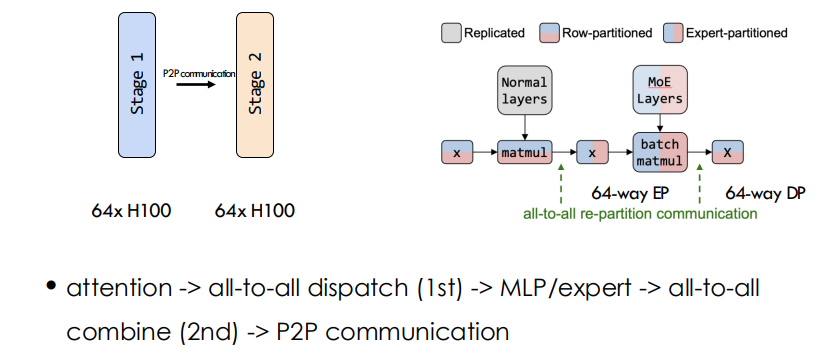 Stage 1
P2P communication
Stage 2
64x H100
64x H100
Replicated
Row-partitioned
Expert-partitioned
Normal
layers
MoE
Layers
x
matmul
x
batch
matmul
X
64-way EP
64-way DP
all-to-all re-partition communication
• attention -> all-to-all dispatch (1st) -> MLP/expert -> all-to-all
combine (2nd) -> P2P communication